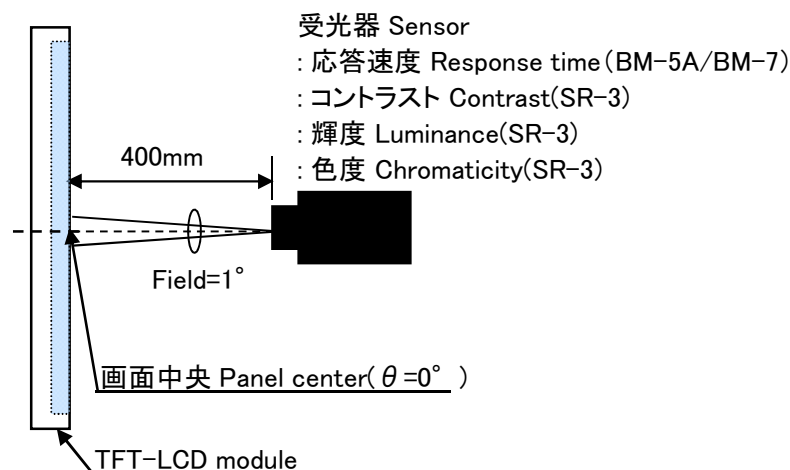 受光器 Sensor
: 応答速度 Response time(BM-5A/BM-7)
: コントラスト Contrast(SR-3)
: 輝度 Luminance(SR-3)
: 色度 Chromaticity(SR-3)
400mm
Field=1°
画面中央 Panel center(θ=0° )
TFT-LCD module